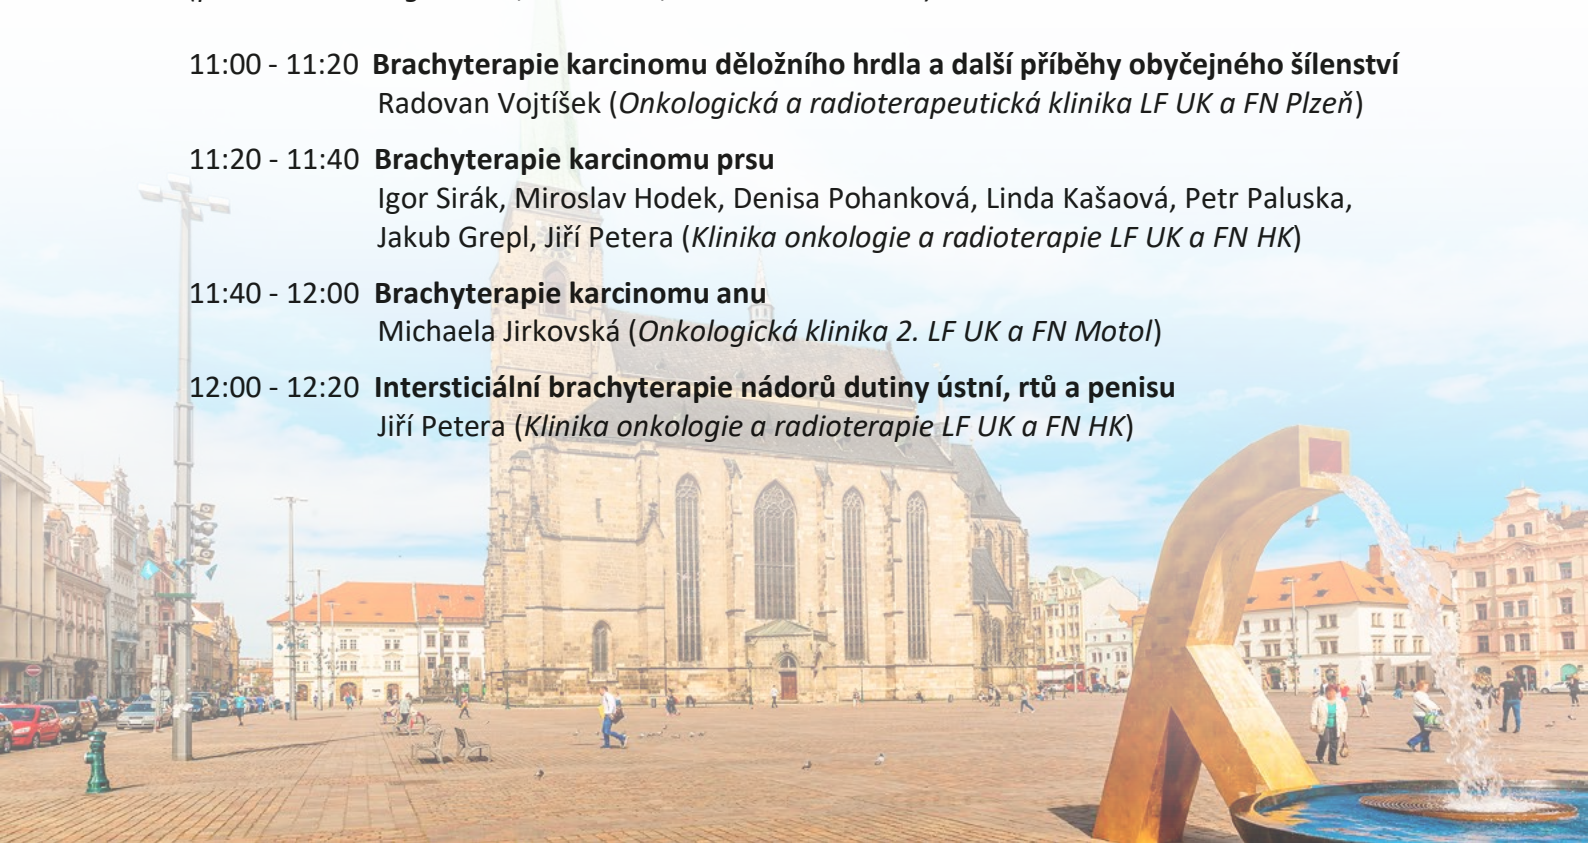 11:00 - 11:20 Brachyterapie karcinomu děložního hrdla a další příběhy obyčejného šílenství
Radovan Vojtíšek (Onkologická a radioterapeutická klinika LF UK a FN Plzeň)
11:20 - 11:40 Brachyterapie karcinomu prsu
Igor Sirák, Miroslav Hodek, Denisa Pohanková, Linda Kašaová, Petr Paluska,
Jakub Grepl, Jiří Petera (Klinika onkologie a radioterapie LF UK a FN HK)
11:40 - 12:00 Brachyterapie karcinomu anu
Michaela Jirkovská (Onkologická klinika 2. LF UK a FN Motol)
12:00 - 12:20 Intersticiální brachyterapie nádorů dutiny ústní, rtů a penisu
Jiří Petera (Klinika onkologie a radioterapie LF UK a FN HK)